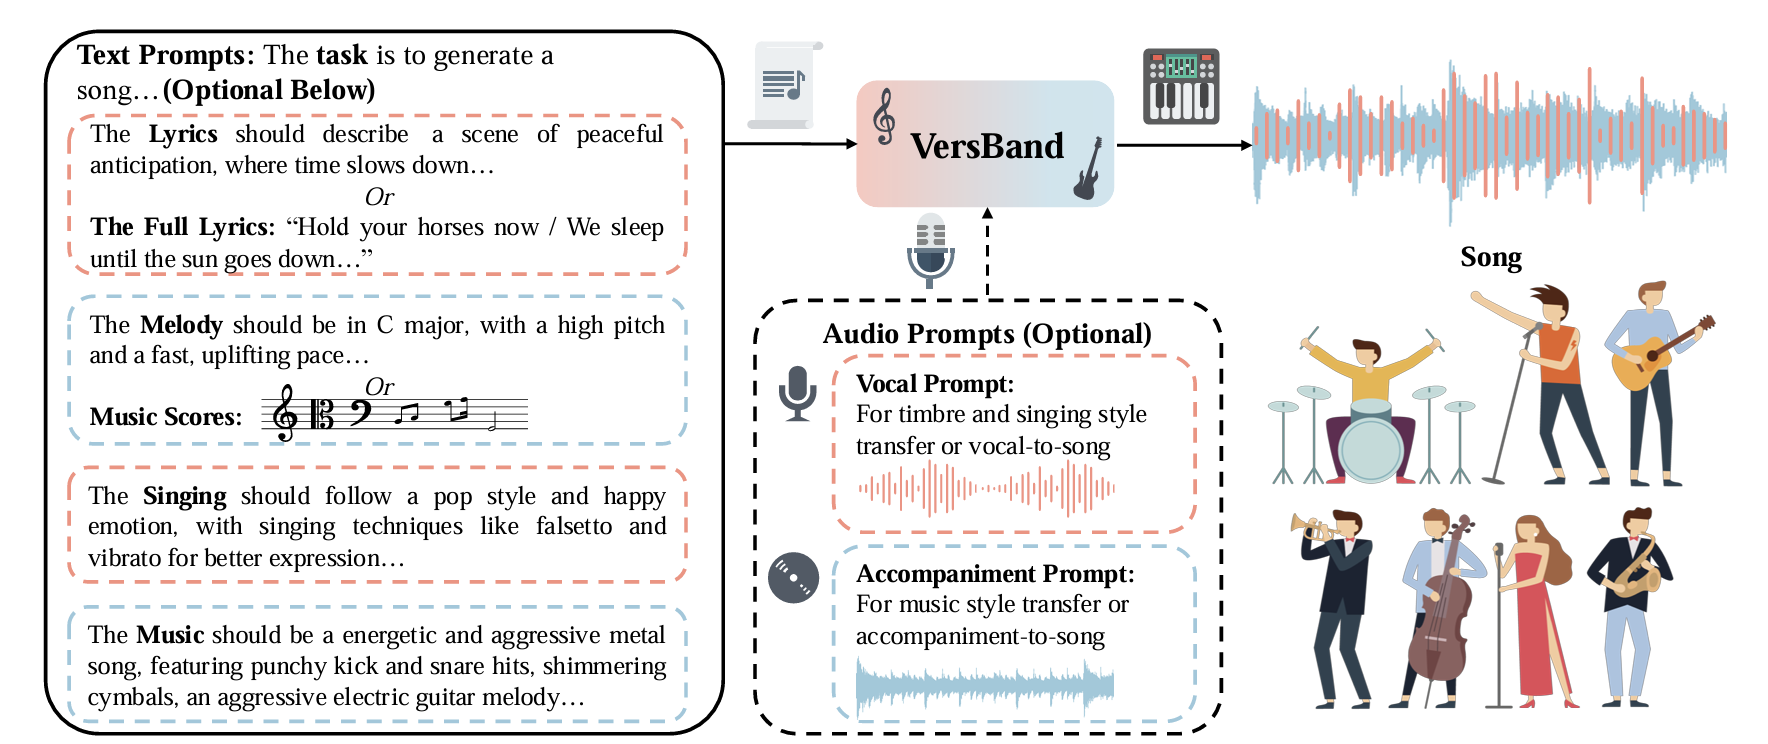 Text Prompts: The task is to generate a
song…(Optional Below)
The Lyrics should describe a scene of peaceful
anticipation, where time slows down…
Or
The Full Lyrics: “Hold your horses now / We sleep
until the sun goes down…”
The Melody should be in C major, with a high pitch
and a fast, uplifting pace…
Or
Music Scores:
The Singing should follow a pop style and happy
emotion, with singing techniques like falsetto and
vibrato for better expression…
The Music should be a energetic and aggressive metal
song, featuring punchy kick and snare hits, shimmering
cymbals, an aggressive electric guitar melody…
VersBand
Audio Prompts (Optional)
Vocal Prompt:
For timbre and singing style
transfer or vocal-to-song
Accompaniment Prompt:
For music style transfer or
accompaniment-to-song
Song